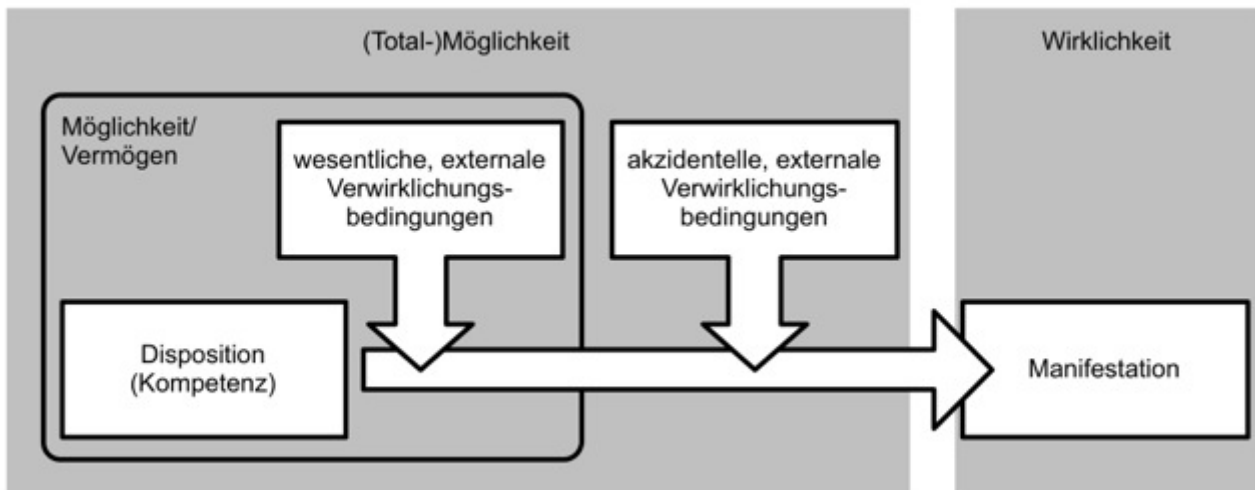 (Total-)Möglichkeit
Wirklichkeit
Möglichkeit/
Vermögen
wesentliche, externale
Verwirklichungs-
bedingungen
akzidentelle, externale
Verwirklichungs-
bedingungen
Disposition
(Kompetenz)
Manifestation